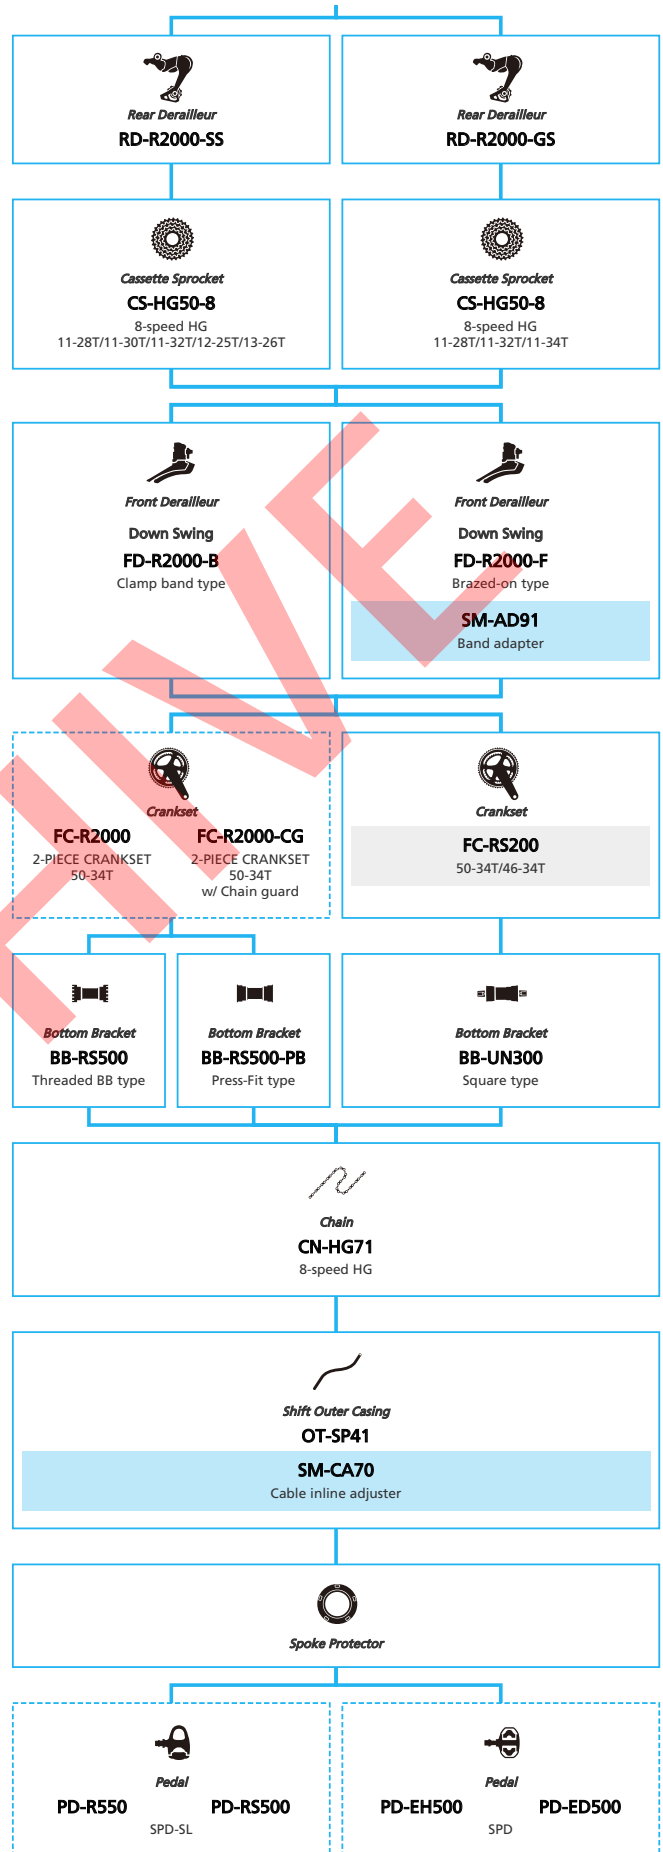 Rear Derailleur
RD-R2000-SS
Rear Derailleur
RD-R2000-GS
Cassette Sprocket
CS-HG50-8
8-speed HG
11-28T/11-30T/11-32T/12-25T/13-26T
Cassette Sprocket
CS-HG50-8
8-speed HG
11-28T/11-32T/11-34T
Front Derailleur
Down Swing
FD-R2000-B
Clamp band type
Front Derailleur
Down Swing
FD-R2000-F
Brazed-on type
SM-AD91
Band adapter
Crankset
FC-R2000
2-PIECE CRANKSET
50-34T
FC-R2000-CG
2-PIECE CRANKSET
50-34T
w/ Chain guard
Crankset
FC-RS200
50-34T/46-34T
Bottom Bracket
BB-RS500
Threaded BB type
Bottom Bracket
BB-RS500-PB
Press-Fit type
Bottom Bracket
BB-UN300
Square type
Chain
CN-HG71
8-speed HG
Shift Outer Casing
OT-SP41
SM-CA70
Cable inline adjuster
Spoke Protector
Pedal
PD-R550 PD-RS500
SPD-SL
Pedal
PD-EH500 PD-ED500
SPD
HIVE